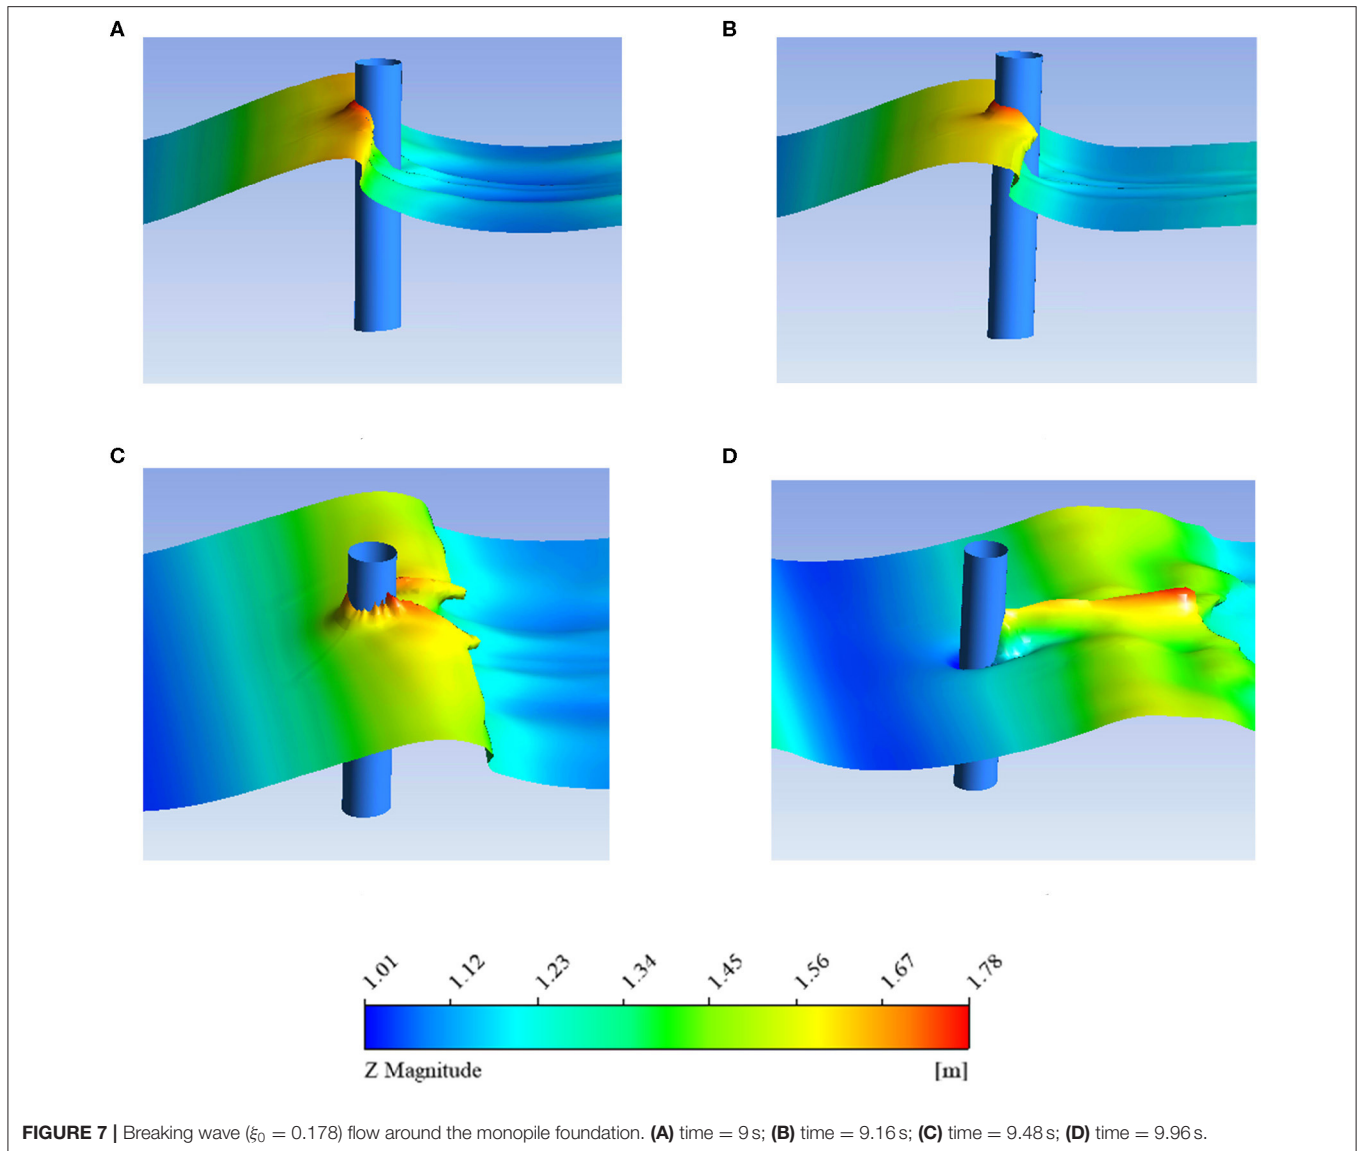 A
B
C
D
1.01 1.12 1.23 1.34 1.45 1.56 1.67 1.78
Z Magnitude [m]
FIGURE 7 | Breaking wave (ξ₀ = 0.178) flow around the monopile foundation. (A) time = 9 s; (B) time = 9.16 s; (C) time = 9.48 s; (D) time = 9.96 s.